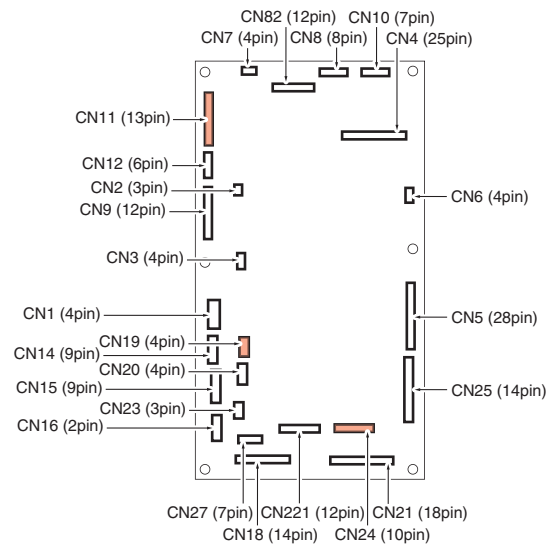 CN82 (12pin) CN10 (7pin)
CN7 (4pin) CN8 (8pin) CN4 (25pin)
CN11 (13pin)
CN12 (6pin)
CN2 (3pin)
CN9 (12pin)
CN6 (4pin)
CN3 (4pin)
CN1 (4pin)
CN5 (28pin)
CN19 (4pin)
CN14 (9pin)
CN20 (4pin)
CN15 (9pin)
CN25 (14pin)
CN23 (3pin)
CN16 (2pin)
CN27 (7pin) CN221 (12pin) CN21 (18pin)
CN18 (14pin) CN24 (10pin)